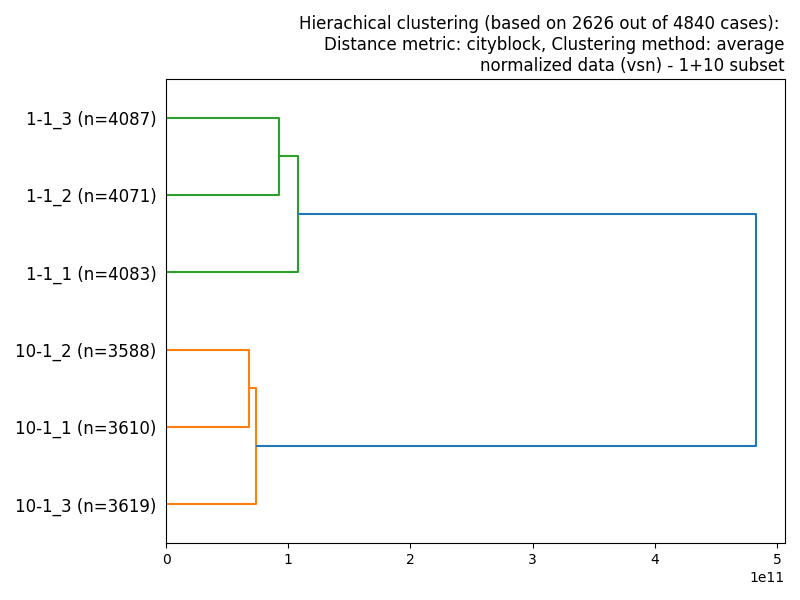 Hierachical clustering (based on 2626 out of 4840 cases):
Distance metric: cityblock, Clustering method: average
normalized data (vsn) - 1+10 subset
1-1_3 (n=4087)
1-1_2 (n=4071)
1-1_1 (n=4083)
10-1_2 (n=3588)
10-1_1 (n=3610)
10-1_3 (n=3619)
0 1 2 3 4 5
1e11